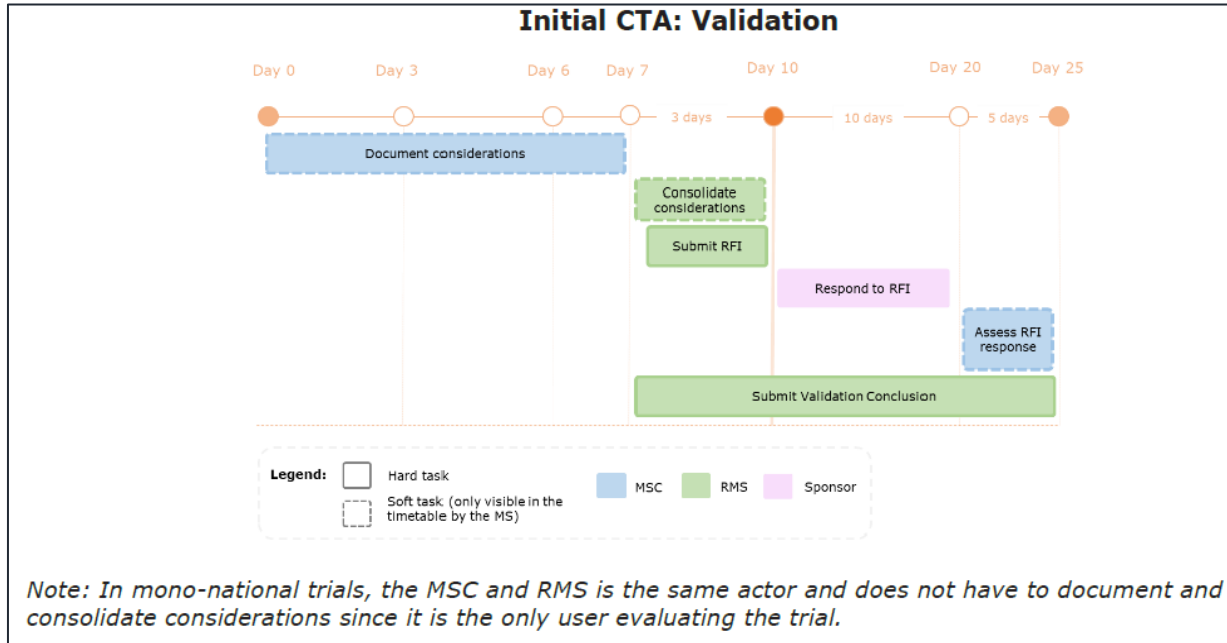 Initial CTA: Validation
Day 0
Day 3
Day 6
Day 7
Day 10
Day 20
Day 25
3 days
10 days
5 days
Document considerations
Consolidate
considerations
Submit RFI
Respond to RFI
Assess RFI
response
Submit Validation Conclusion
Legend:
Hard task
Soft task (only visible in the
timetable by the MS)
MSC
RMS
Sponsor
Note: In mono-national trials, the MSC and RMS is the same actor and does not have to document and
consolidate considerations since it is the only user evaluating the trial.